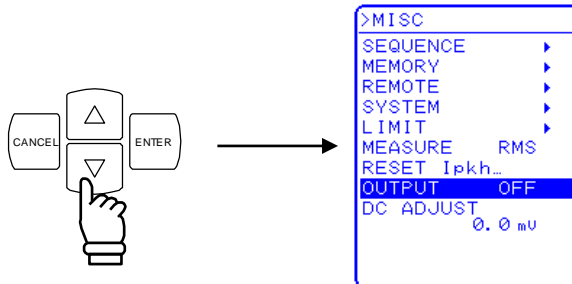 CANCEL
ENTER
>MISC
SEQUENCE
MEMORY
REMOTE
SYSTEM
LIMIT
MEASURE RMS
RESET Ipkh…
OUTPUT OFF
DC ADJUST
0.0 mV